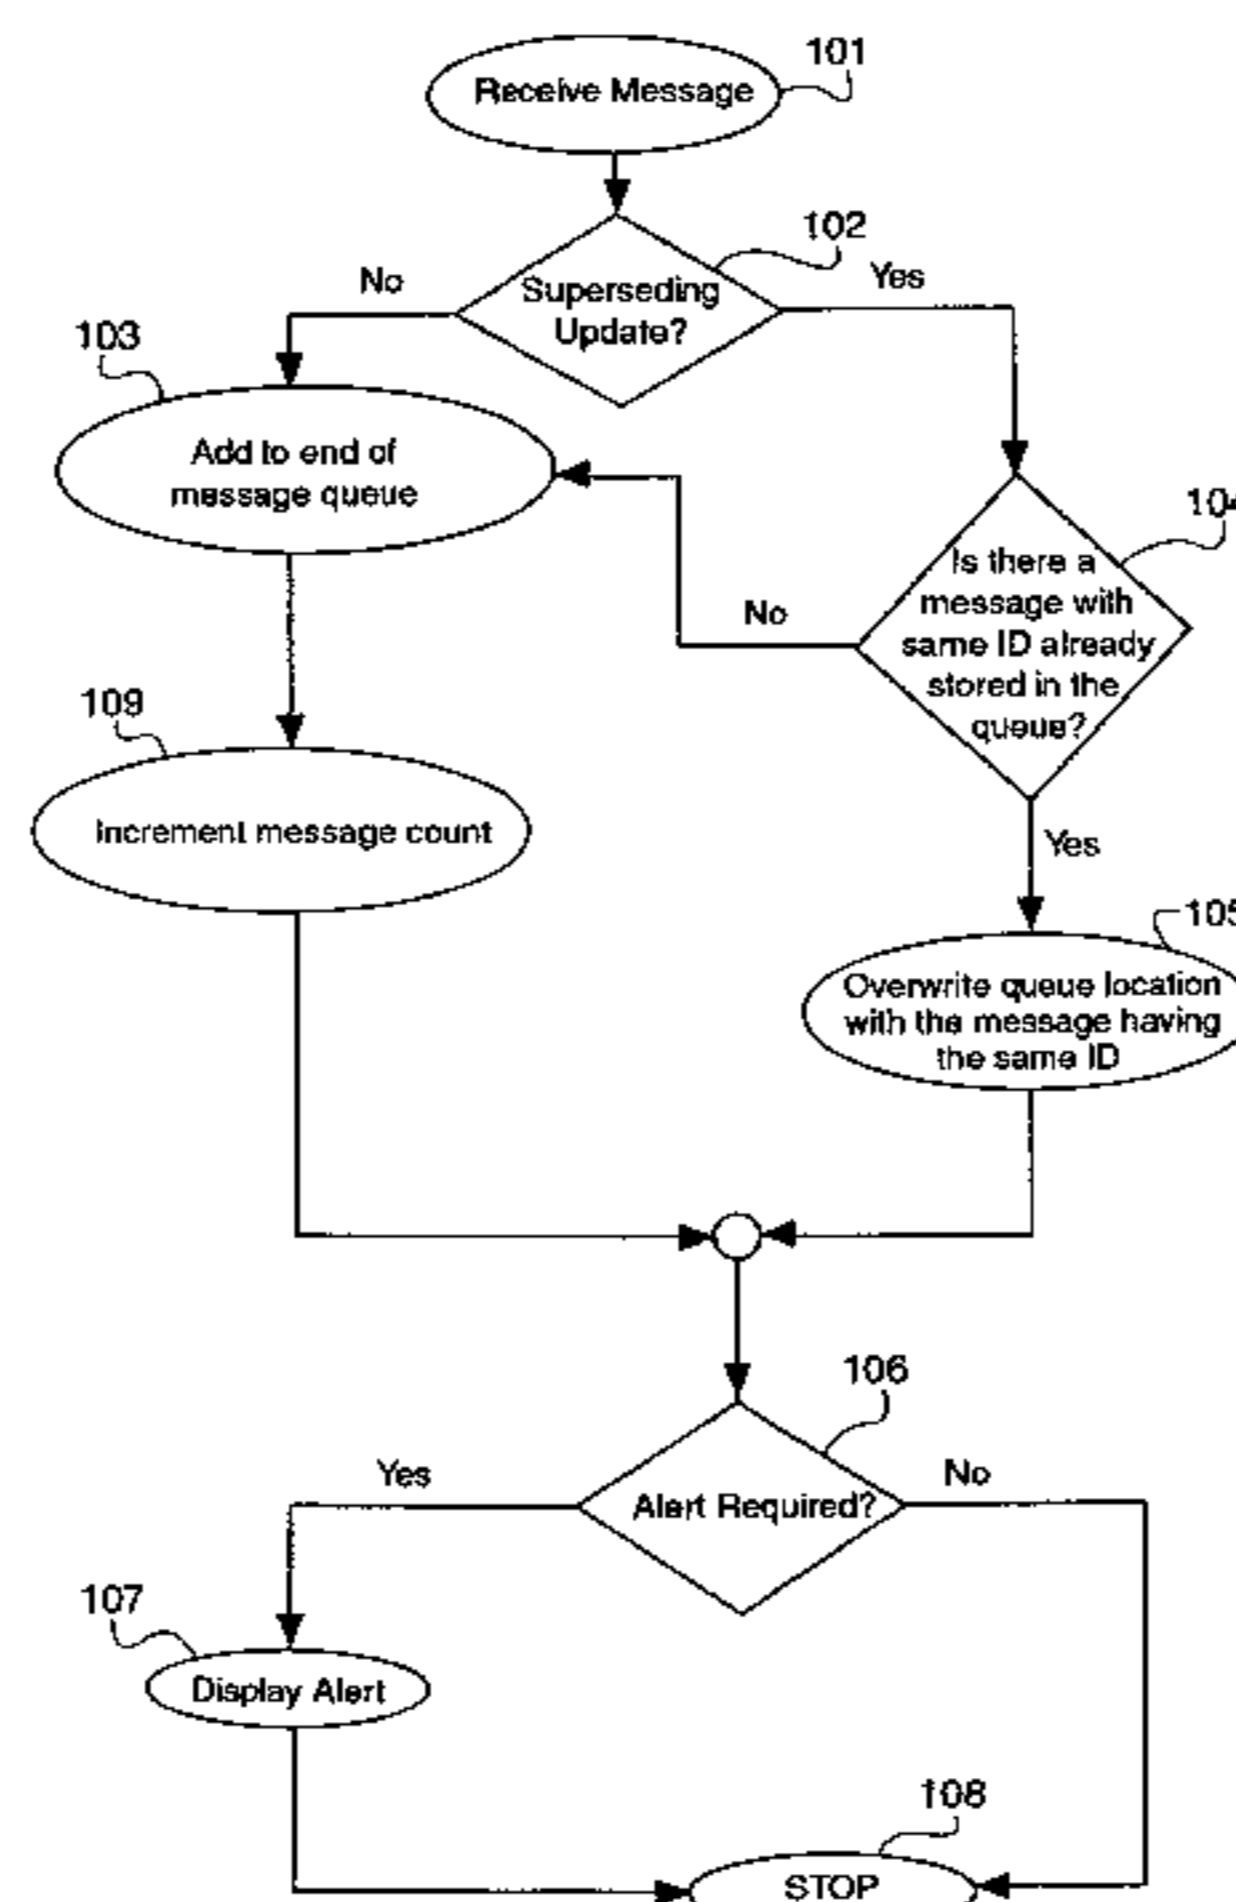 101
Receive Message
102
No
Superseding
Update?
Yes
103
Add to end of
message queue
104
Is there a
message with
same ID already
stored in the
queue?
No
109
Increment message count
Yes
105
Overwrite queue location
with the message having
the same ID
106
Yes
Alert Required?
No
107
Display Alert
108
STOP